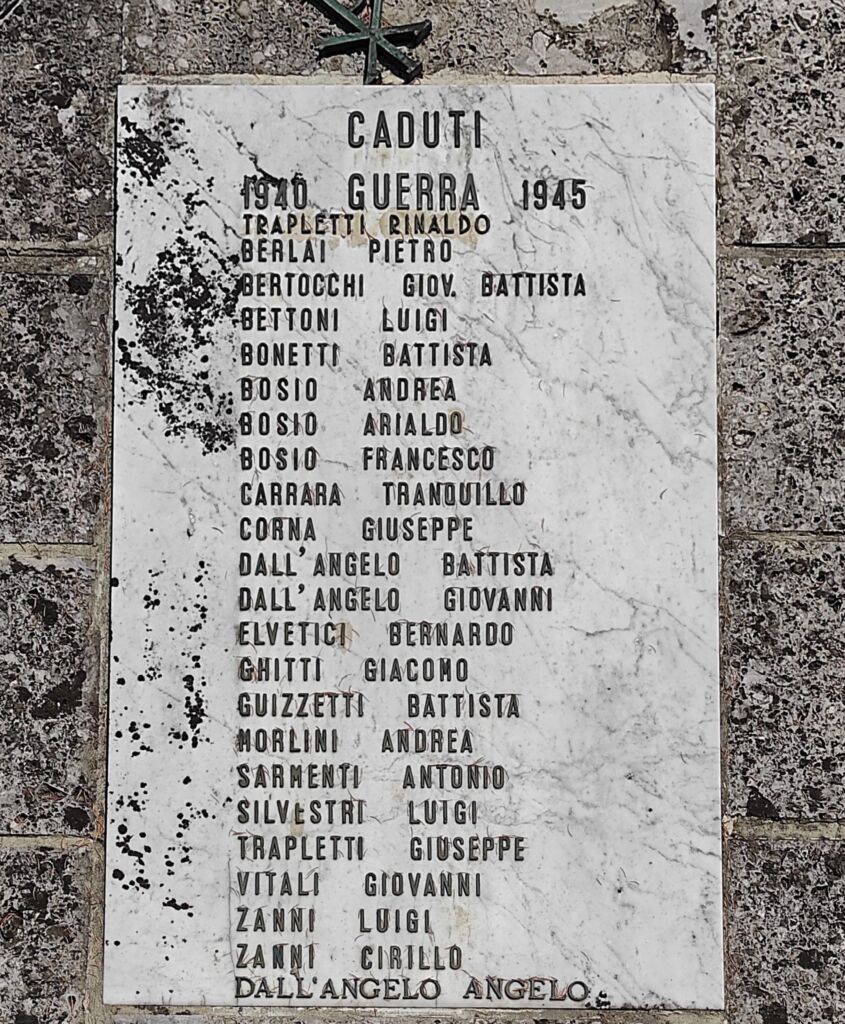 CADUTI
1940 GUERRA 1945
TRAPLETTI RINALDO
BERLAI PIETRO
BERTOCCHI GIOV. BATTISTA
BETTONI LUIGI
BONETTI BATTISTA
BOSIO ANDREA
BOSIO ARIALDO
BOSIO FRANCESCO
CARRARA TRANQUILLO
CORNA GIUSEPPE
DALL'ANGELO BATTISTA
DALL'ANGELO GIOVANNI
ELVETICI BERNARDO
GHITTI GIACOMO
GUIZZETTI BATTISTA
MORLINI ANDREA
SARMENTI ANTONIO
SILVESTRI LUIGI
TRAPLETTI GIUSEPPE
VITALI GIOVANNI
ZANNI LUIGI
ZANNI CIRILLO
DALL'ANGELO ANGELO